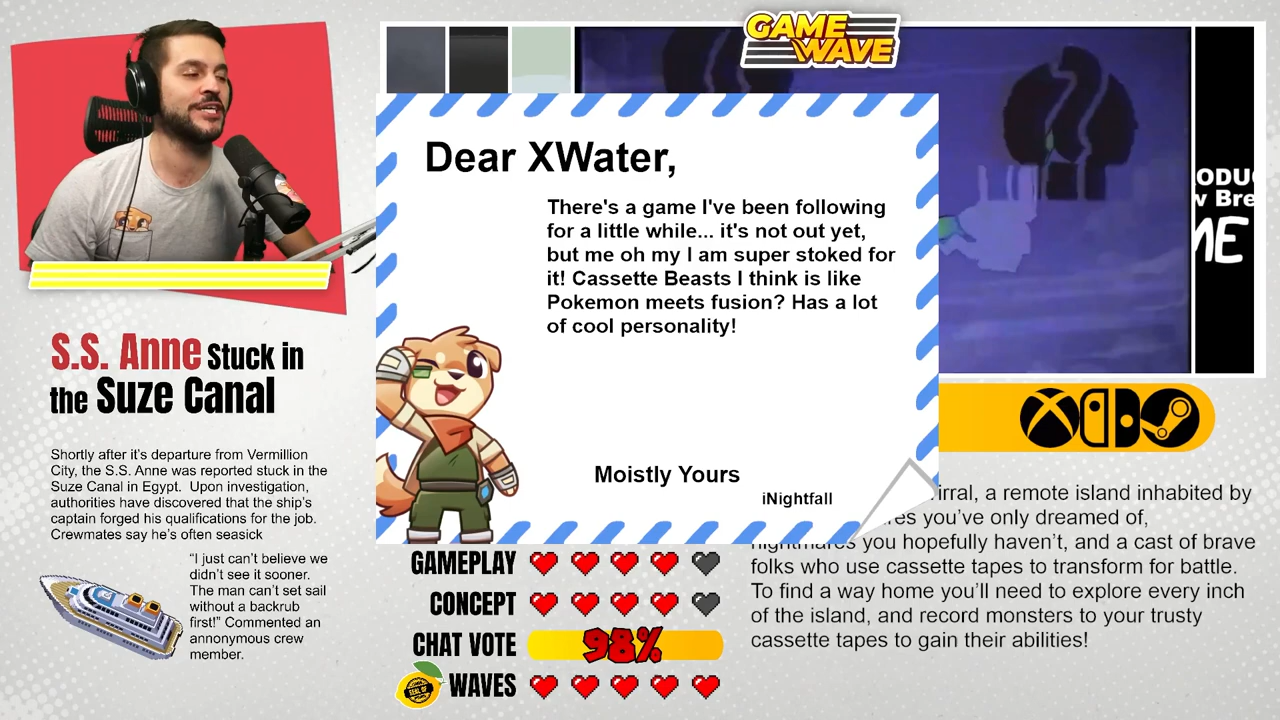 GAME
WAVE
Dear XWater,
There's a game I've been following
for a little while... it's not out yet,
but me oh my I am super stoked for
it! Cassette Beasts I think is like
Pokemon meets fusion? Has a lot
of cool personality!
Moistly Yours
iNightfall
S.S. Anne Stuck in
the Suze Canal
Shortly after it's departure from Vermillion
City, the S.S. Anne was reported stuck in the
Suze Canal in Egypt. Upon investigation,
authorities have discovered that the ship's
captain forged his qualifications for the job.
Crewmates say he's often seasick
"I just can't believe we
didn't see it sooner.
The man can't set sail
without a backrub
first!" Commented an
annonymous crew
member.
GAMEPLAY
CONCEPT
CHAT VOTE 98%
SEAL OF
WAVES
a remote island inhabited by
you've only dreamed of,
nightmares you hopefully haven't, and a cast of brave
folks who use cassette tapes to transform for battle.
To find a way home you'll need to explore every inch
of the island, and record monsters to your trusty
cassette tapes to gain their abilities!